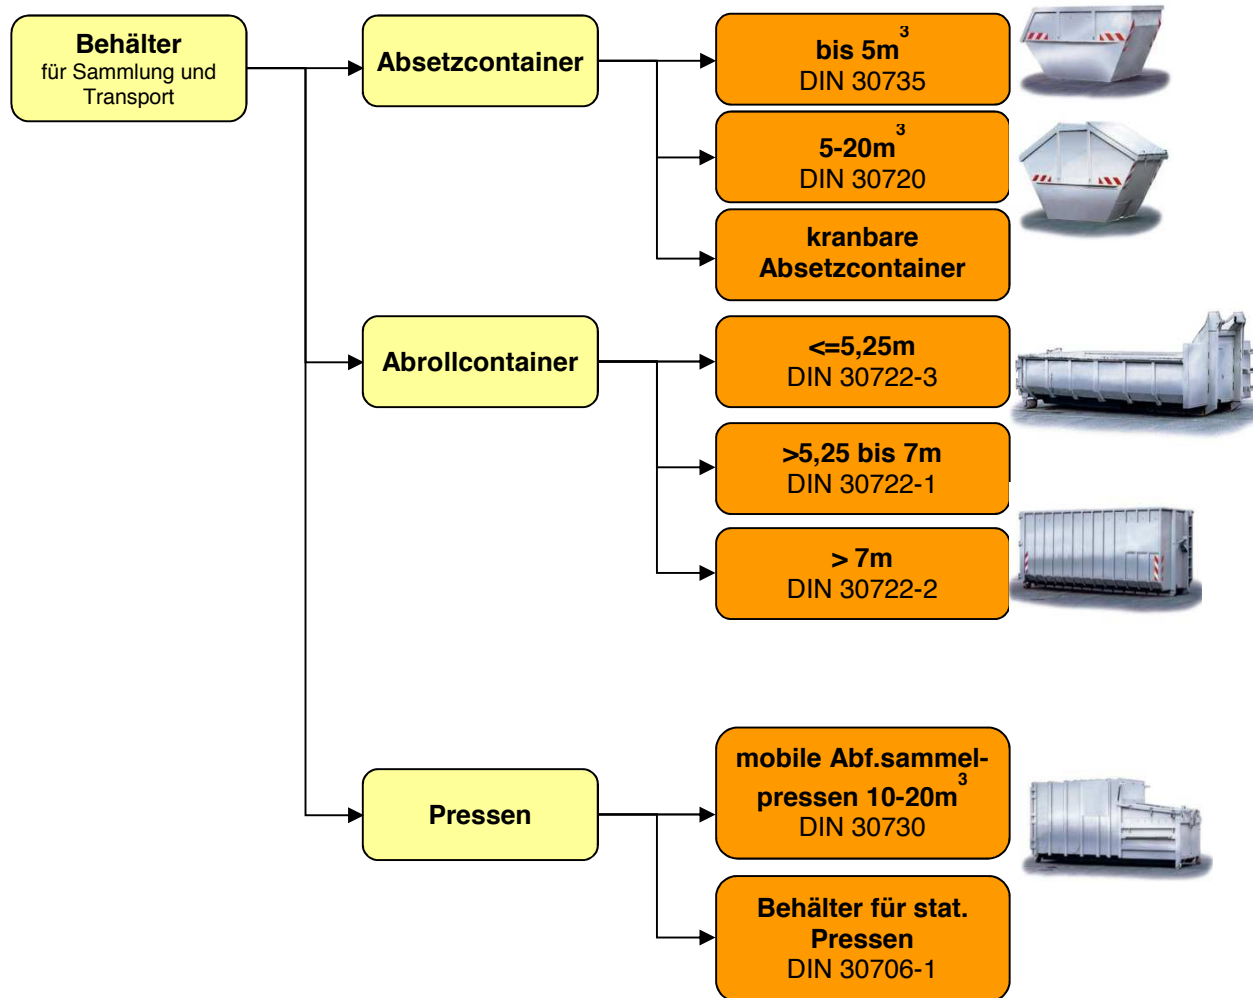 Behälter
für Sammlung und
Transport
Absetzcontainer
bis 5m³
DIN 30735
5-20m³
DIN 30720
kranbare
Absetzcontainer
Abrollcontainer
<=5,25m
DIN 30722-3
>5,25 bis 7m
DIN 30722-1
> 7m
DIN 30722-2
Pressen
mobile Abf.sammel-
pressen 10-20m³
DIN 30730
Behälter für stat.
Pressen
DIN 30706-1